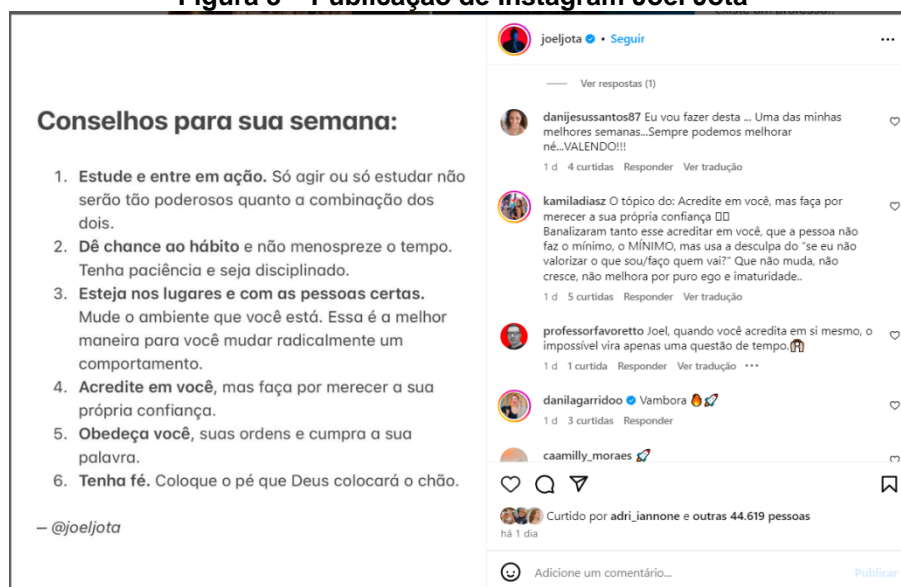 Figura 8 – Publicação de Instagram Joel Jota
joeljota • Seguir
Ver respostas (1)
Conselhos para sua semana:
1. Estude e entre em ação. Só agir ou só estudar não
serão tão poderosos quanto a combinação dos
dois.
2. Dê chance ao hábito e não menospreze o tempo.
Tenha paciência e seja disciplinado.
3. Esteja nos lugares e com as pessoas certas.
Mude o ambiente que você está. Essa é a melhor
maneira para você mudar radicalmente um
comportamento.
4. Acredite em você, mas faça por merecer a sua
própria confiança.
5. Obedeça você, suas ordens e cumpra a sua
palavra.
6. Tenha fé. Coloque o pé que Deus colocará o chão.
– @joeljota
danijesussantos87 Eu vou fazer desta ... Uma das minhas
melhores semanas...Sempre podemos melhorar
né...VALENDO!!!
1 d 4 curtidas Responder Ver tradução
kamiladiasz O tópico do: Acredite em você, mas faça por
merecer a sua própria confiança
Banalizaram tanto esse acreditar em você, que a pessoa não
faz o mínimo, o MÍNIMO, mas usa a desculpa do "se eu não
valorizar o que sou/faço quem vai?" Que não muda, não
cresce, não melhora por puro ego e imaturidade..
1 d 5 curtidas Responder Ver tradução
professorfavoretto Joel, quando você acredita em si mesmo, o
impossível vira apenas uma questão de tempo.
1 d 1 curtida Responder Ver tradução
danilagarridoo Vambora
1 d 3 curtidas Responder
caamilly_moraes
Curtido por adri_iannone e outras 44.619 pessoas
há 1 dia
Adicione um comentário...
Publicar